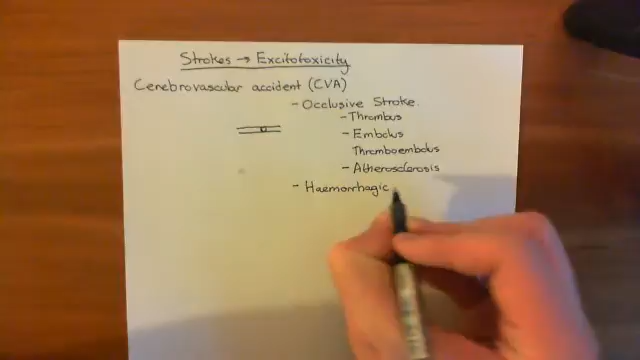 Strokes → Excitotoxicity
Cerebrovascular accident (CVA)
- Occlusive Stroke.
- Thrombus
- Embolus
Thromboembolus
- Atherosclerosis
- Haemorrhagic